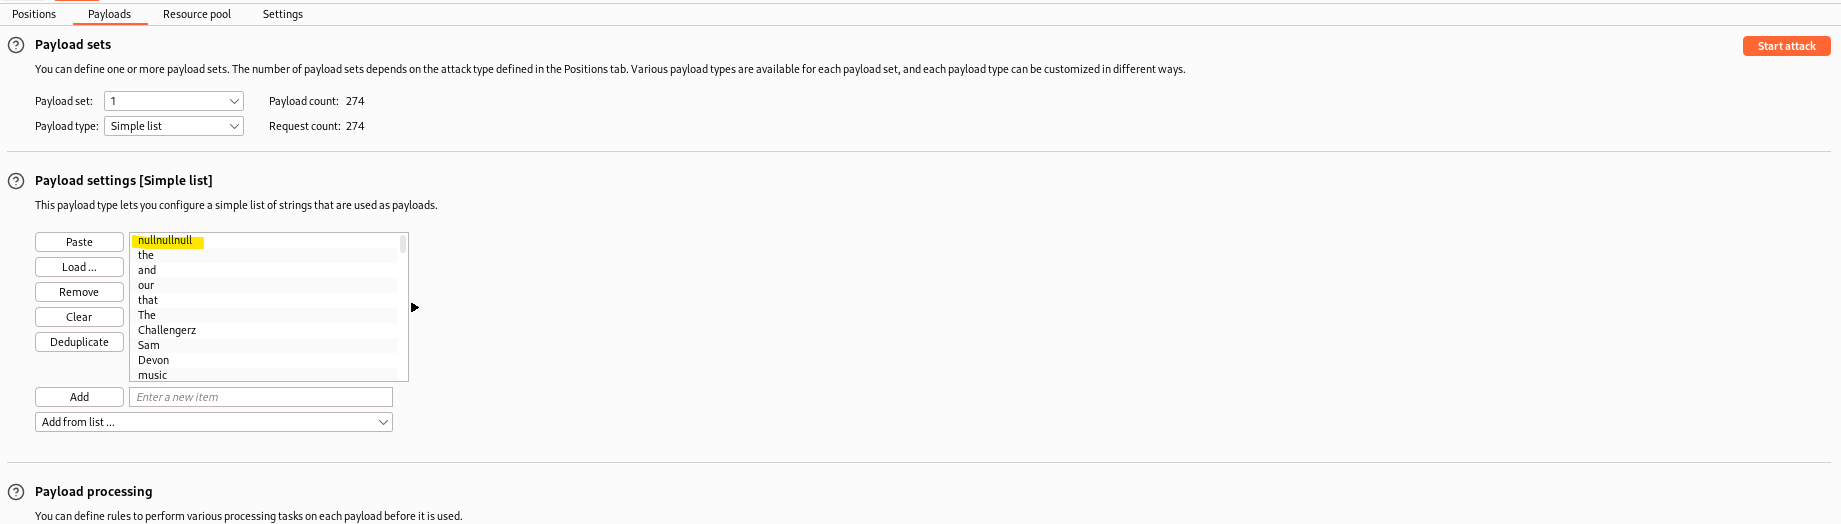 Positions Payloads Resource pool Settings
Payload sets
Start attack
You can define one or more payload sets. The number of payload sets depends on the attack type defined in the Positions tab. Various payload types are available for each payload set, and each payload type can be customized in different ways.
Payload set: 1 Payload count: 274
Payload type: Simple list Request count: 274
Payload settings [Simple list]
This payload type lets you configure a simple list of strings that are used as payloads.
Paste
Load ...
Remove
Clear
Deduplicate
nullnullnull
the
and
our
that
The
Challengerz
Sam
Devon
music
Add Enter a new item
Add from list ...
Payload processing
You can define rules to perform various processing tasks on each payload before it is used.